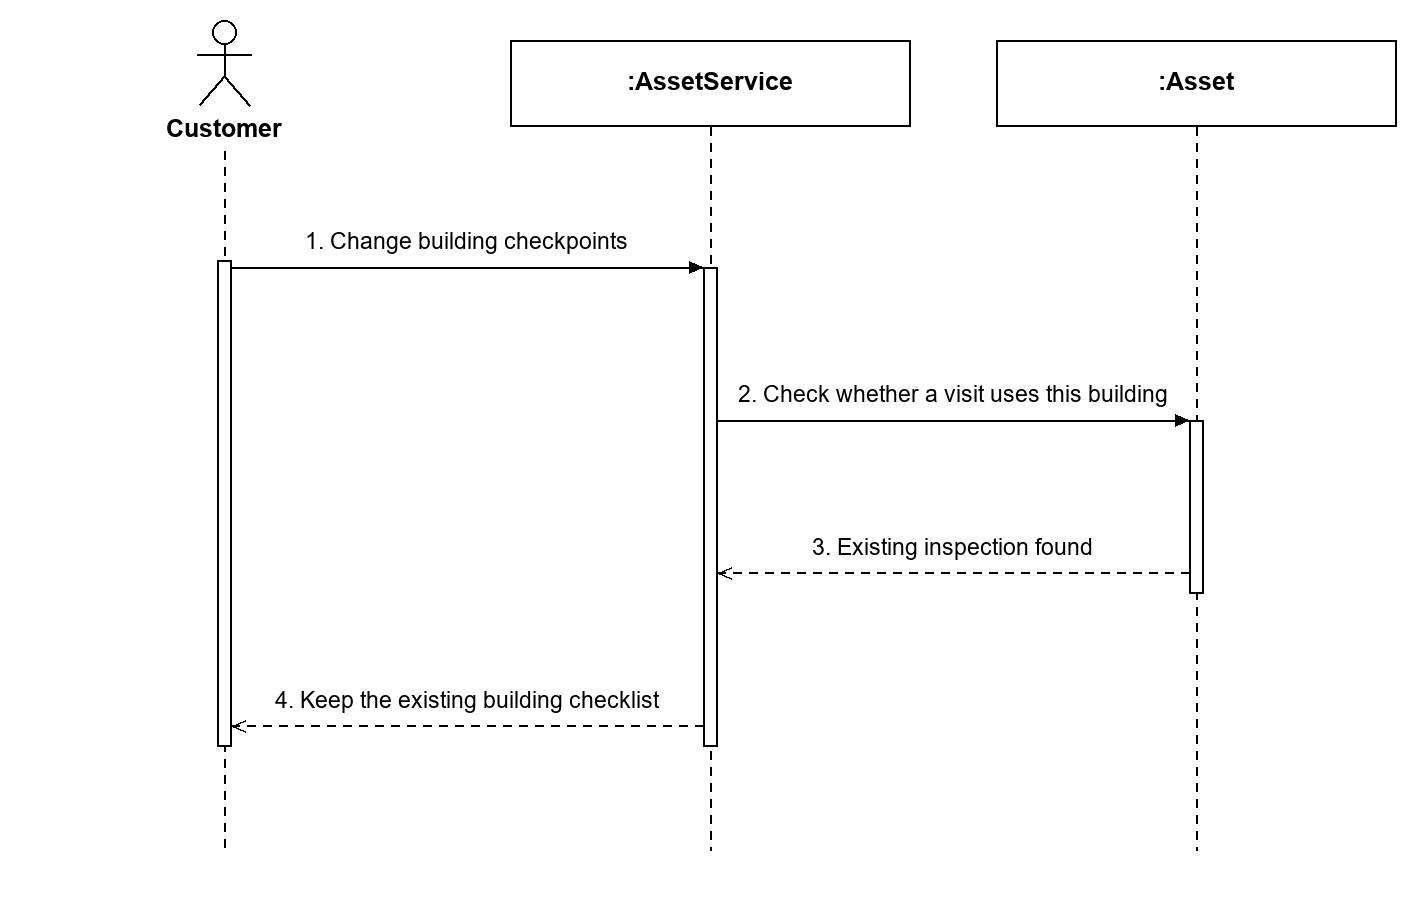 Customer
:AssetService
:Asset
1. Change building checkpoints
2. Check whether a visit uses this building
3. Existing inspection found
4. Keep the existing building checklist